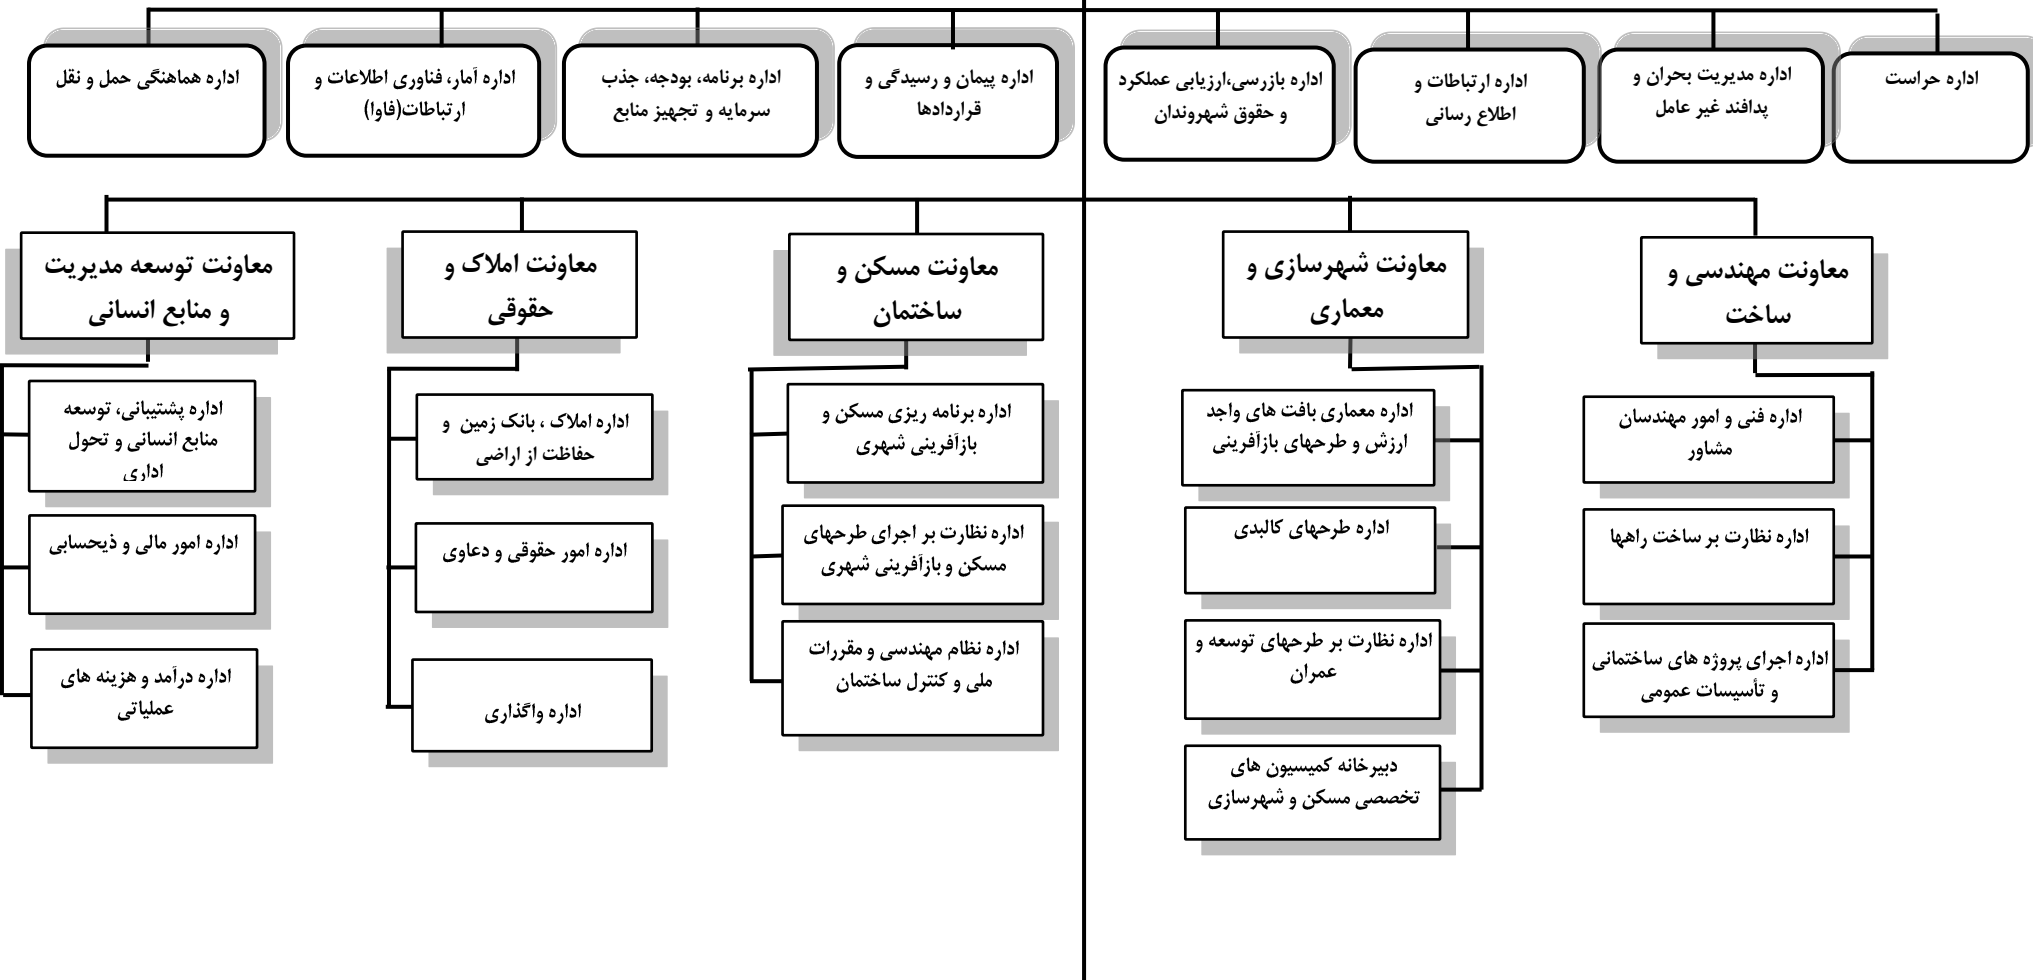 اداره حراست
اداره مدیریت بحران و
پدافند غیر عامل
اداره ارتباطات و
اطلاع رسانی
اداره بازرسی،ارزیابی عملکرد
و حقوق شهروندان
اداره پیمان و رسیدگی و
قراردادها
اداره برنامه، بودجه، جذب
سرمایه و تجهیز منابع
اداره آمار، فناوری اطلاعات و
ارتباطات(فاوا)
اداره هماهنگی حمل و نقل
معاونت مهندسی و
ساخت
اداره فنی و امور مهندسان
مشاور
اداره نظارت بر ساخت راهها
اداره اجرای پروژه های ساختمانی
و تأسیسات عمومی
معاونت شهرسازی و
معماری
اداره معماری بافت های واجد
ارزش و طرحهای بازآفرینی
اداره طرحهای کالبدی
اداره نظارت بر طرحهای توسعه و
عمران
دبیرخانه کمیسیون های
تخصصی مسکن و شهرسازی
معاونت مسکن و
ساختمان
اداره برنامه ریزی مسکن و
بازآفرینی شهری
اداره نظارت بر اجرای طرحهای
مسکن و بازآفرینی شهری
اداره نظام مهندسی و مقررات
ملی و کنترل ساختمان
معاونت املاک و
حقوقی
اداره املاک ، بانک زمین و
حفاظت از اراضی
اداره امور حقوقی و دعاوی
اداره واگذاری
معاونت توسعه مدیریت
و منابع انسانی
اداره پشتیبانی، توسعه
منابع انسانی و تحول
اداری
اداره امور مالی و ذیحسابی
اداره درآمد و هزینه های
عملیاتی